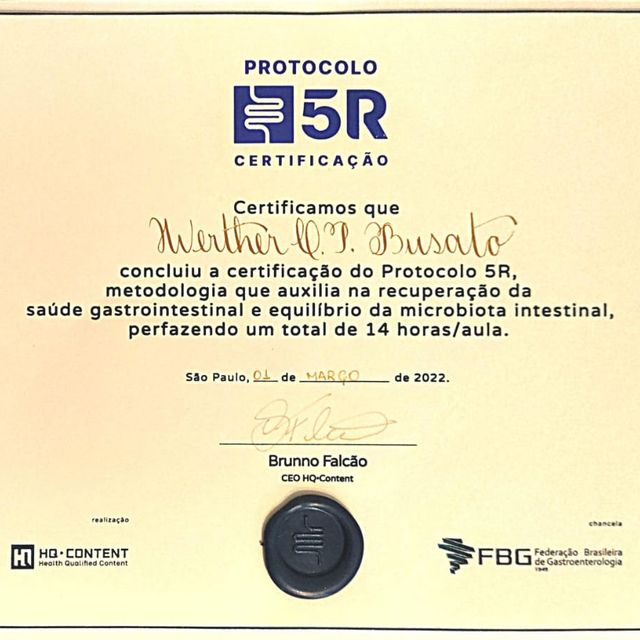 PROTOCOLO
5R
CERTIFICAÇÃO
Certificamos que
Werther Q.P. Busato
concluiu a certificação do Protocolo 5R,
metodologia que auxilia na recuperação da
saúde gastrointestinal e equilíbrio da microbiota intestinal,
perfazendo um total de 14 horas/aula.
São Paulo, 01 de MARÇO de 2022.
Brunno Falcão
CEO HQ-Content
realização
HQ•CONTENT
Health Qualified Content
chancela
FBG
Federação Brasileira
de Gastroenterologia
1949